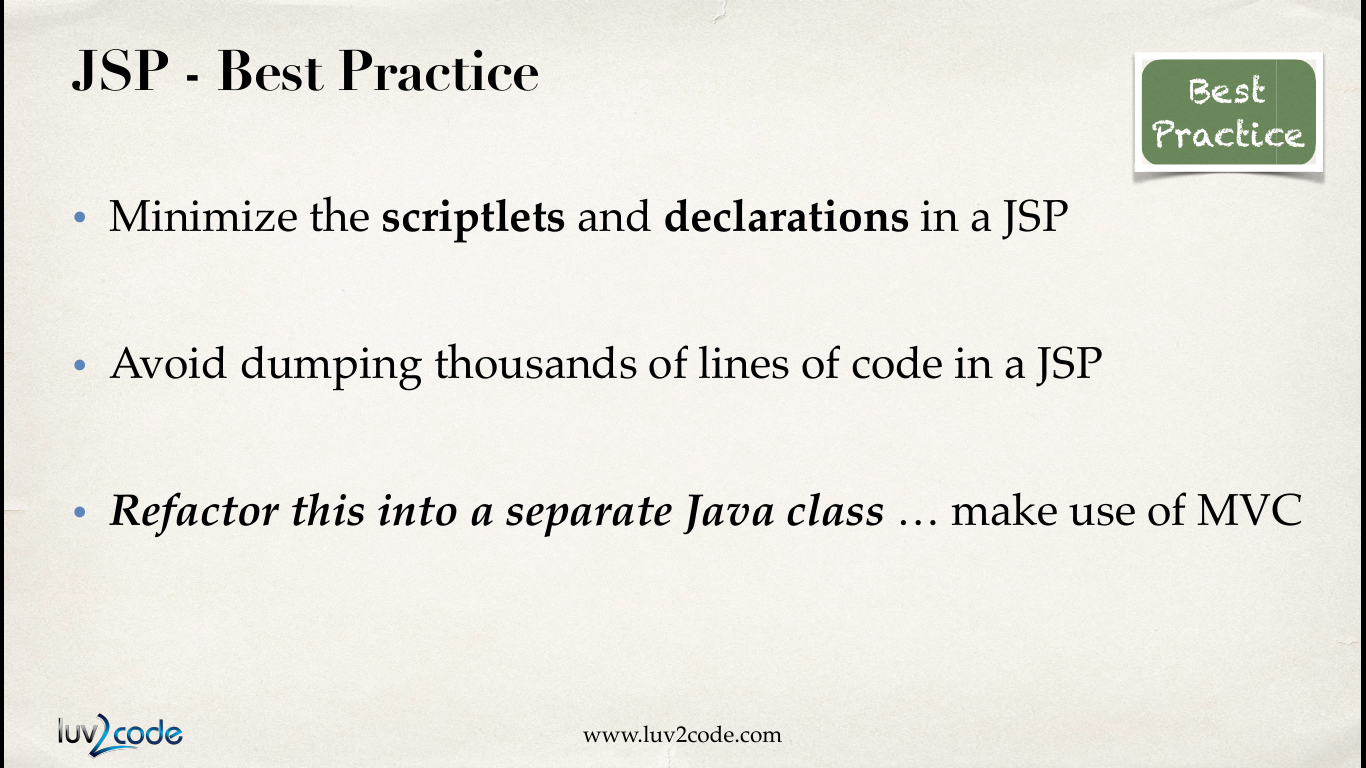 JSP - Best Practice
Best
Practice
• Minimize the scriptlets and declarations in a JSP
• Avoid dumping thousands of lines of code in a JSP
• Refactor this into a separate Java class … make use of MVC
luv2code
www.luv2code.com